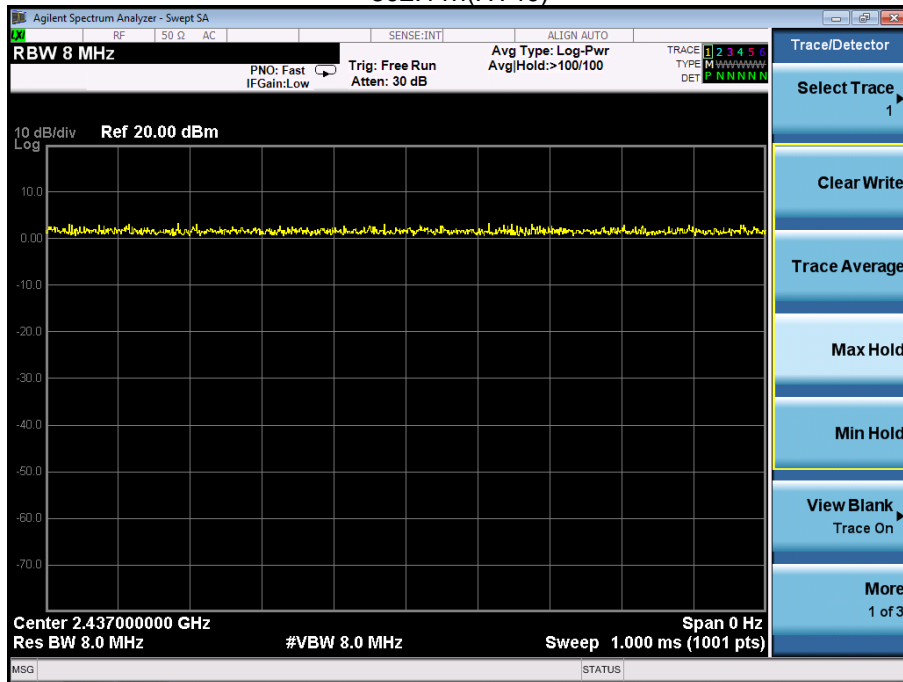 Agilent Spectrum Analyzer - Swept SA
LXI RF 50 Ω AC SENSE:INT ALIGN AUTO
RBW 8 MHz
PNO: Fast
IFGain:Low
Trig: Free Run
Atten: 30 dB
Avg Type: Log-Pwr
Avg|Hold:>100/100
TRACE 1 2 3 4 5 6
TYPE M WWWWW
DET P N N N N N
10 dB/div Ref 20.00 dBm
Log
10.0
0.00
-10.0
-20.0
-30.0
-40.0
-50.0
-60.0
-70.0
Center 2.437000000 GHz Span 0 Hz
Res BW 8.0 MHz #VBW 8.0 MHz Sweep 1.000 ms (1001 pts)
MSG STATUS
Trace/Detector
Select Trace
1
Clear Write
Trace Average
Max Hold
Min Hold
View Blank
Trace On
More
1 of 3